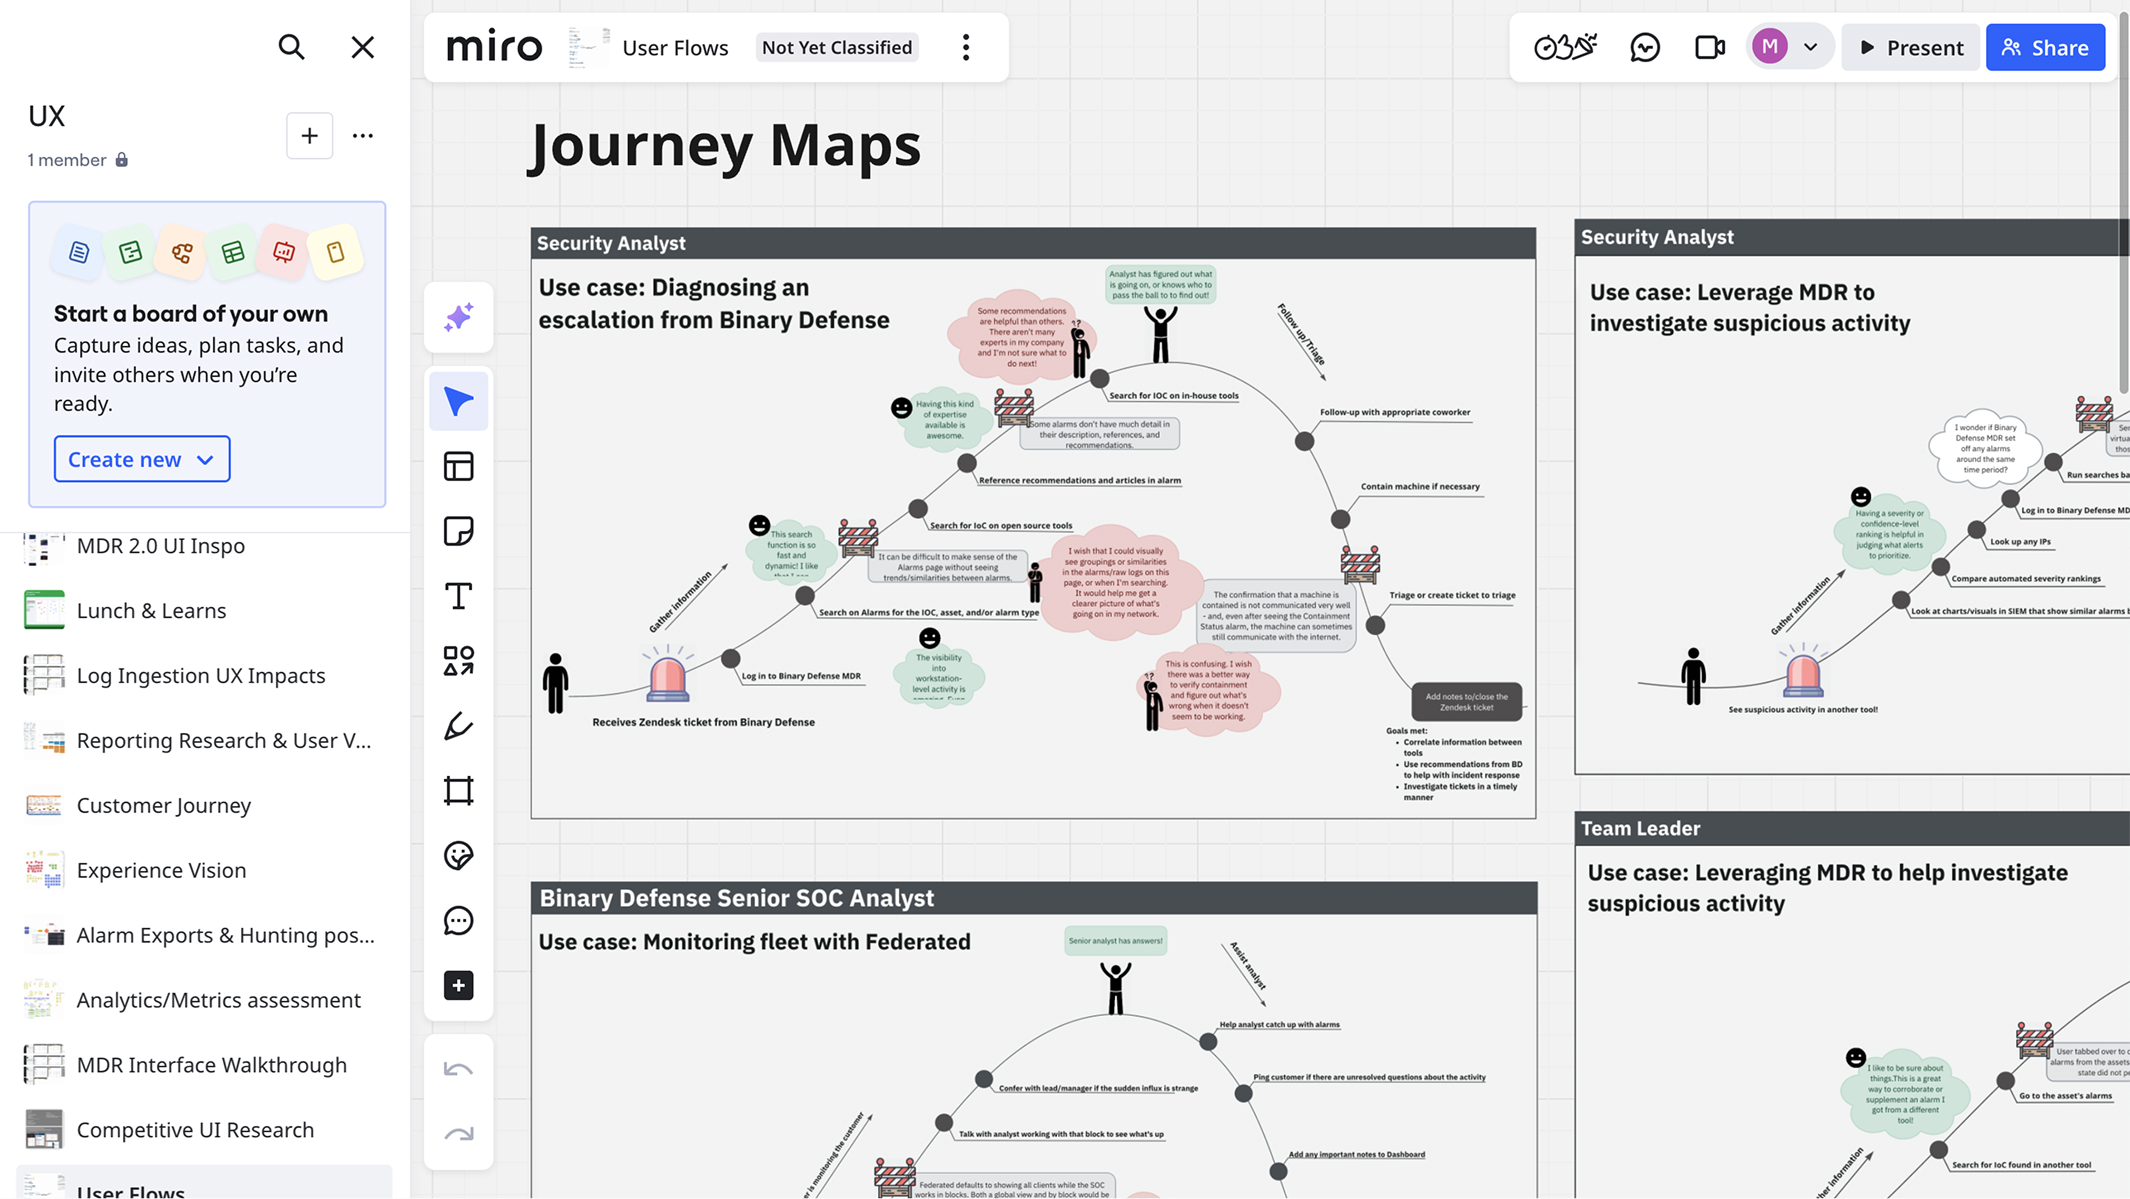 UX
1 member
Start a board of your own
Capture ideas, plan tasks, and
invite others when you're
ready.
Create new
MDR 2.0 UI Inspo
Lunch & Learns
Log Ingestion UX Impacts
Reporting Research & User V...
Customer Journey
Experience Vision
Alarm Exports & Hunting pos...
Analytics/Metrics assessment
MDR Interface Walkthrough
Competitive UI Research
User Flows
miro
User Flows
Not Yet Classified
M
Present
Share
Journey Maps
Security Analyst
Use case: Diagnosing an
escalation from Binary Defense
Analyst has figured out what
is going on, or knows who to
pass the ball to to find out!
Some recommendations
are helpful than others.
There aren't many
experts in my company
and I'm not sure what to
do next!
Follow up/Triage
Search for IOC on in-house tools
Having this kind
of expertise
available is
awesome.
Some alarms don't have much detail in
their description, references, and
recommendations.
Follow-up with appropriate coworker
Reference recommendations and articles in alarm
Contain machine if necessary
Search for IoC on open source tools
This search
function is so
fast and
dynamic! I like
that I can
It can be difficult to make sense of the
Alarms page without seeing
trends/similarities between alarms.
I wish that I could visually
see groupings or similarities
in the alarms/raw logs on this
page, or when I'm searching.
It would help me get a
clearer picture of what's
going on in my network.
Gather information
Search on Alarms for the IOC, asset, and/or alarm type
The confirmation that a machine is
contained is not communicated very well
- and, even after seeing the Containment
Status alarm, the machine can sometimes
still communicate with the internet.
Triage or create ticket to triage
Log in to Binary Defense MDR
The visibility
into
workstation-
level activity is
This is confusing. I wish
there was a better way
to verify containment
and figure out what's
wrong when it doesn't
seem to be working.
Receives Zendesk ticket from Binary Defense
Add notes to/close the
Zendesk ticket
Goals met:
• Correlate information between
tools
• Use recommendations from BD
to help with incident response
• Investigate tickets in a timely
manner
Security Analyst
Use case: Leverage MDR to
investigate suspicious activity
I wonder if Binary
Defense MDR set
off any alarms
around the same
time period?
Run searches ba
Log in to Binary Defense MD
Having a severity or
confidence-level
ranking is helpful in
judging what alerts
to prioritize.
Look up any IPs
Compare automated severity rankings
Gather information
Look at charts/visuals in SIEM that show similar alarms b
See suspicious activity in another tool!
Binary Defense Senior SOC Analyst
Use case: Monitoring fleet with Federated
Senior analyst has answers!
Assist analyst
Help analyst catch up with alarms
Confer with lead/manager if the sudden influx is strange
Ping customer if there are unresolved questions about the activity
Talk with analyst working with that block to see what's up
er is monitoring the customer
Add any important notes to Dashboard
Federated defaults to showing all clients while the SOC
works in blocks. Both a global view and by block would be
Team Leader
Use case: Leveraging MDR to help investigate
suspicious activity
User tabbed over to
alarms from the assets
state did not pe
I like to be sure about
things.This is a great
way to corroborate or
supplement an alarm I
got from a different
tool!
Go to the asset's alarms
Search for IoC found in another tool
information